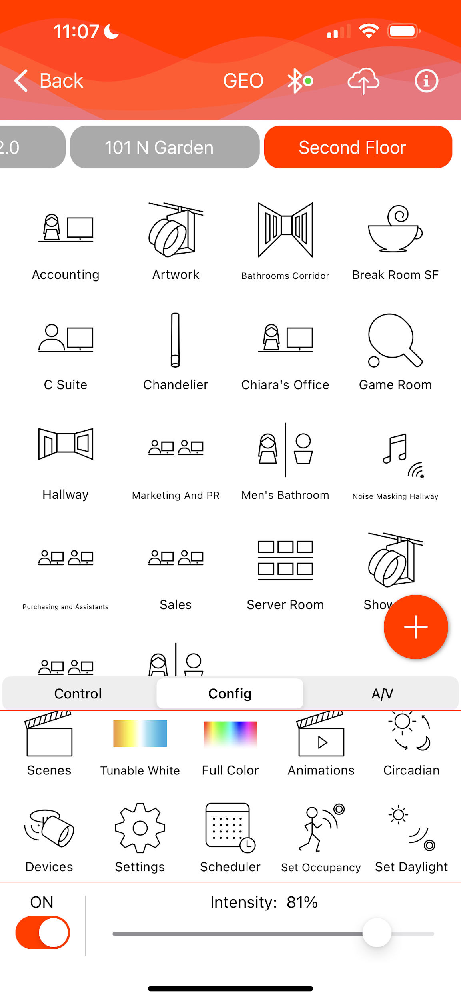 11:07
Back GEO
2.0 101 N Garden Second Floor
Accounting Artwork Bathrooms Corridor Break Room SF
C Suite Chandelier Chiara's Office Game Room
Hallway Marketing And PR Men's Bathroom Noise Masking Hallway
Purchasing and Assistants Sales Server Room
Control Config A/V
Scenes Tunable White Full Color Animations Circadian
Devices Settings Scheduler Set Occupancy Set Daylight
ON Intensity: 81%